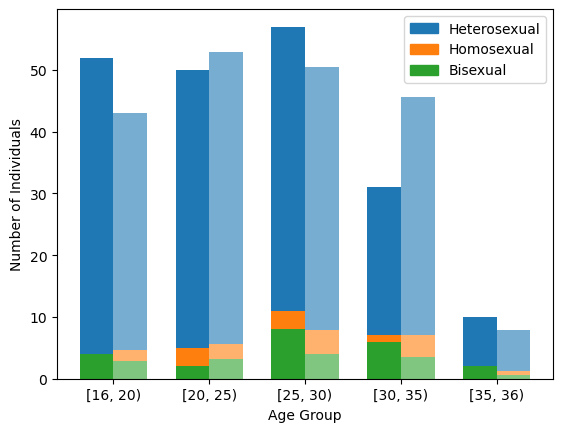 Heterosexual
Homosexual
Bisexual
Number of Individuals
50
40
30
20
10
0
[16, 20)
[20, 25)
[25, 30)
[30, 35)
[35, 36)
Age Group